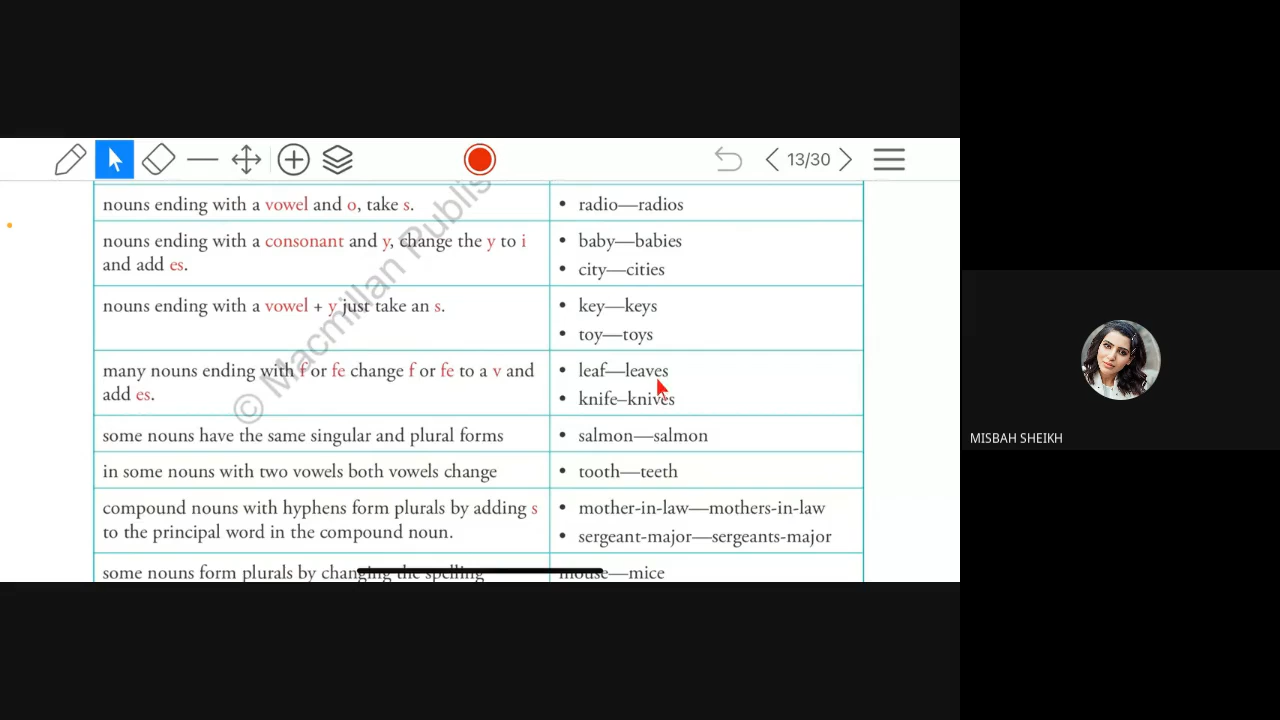 13/30
nouns ending with a vowel and o, take s.
• radio—radios
nouns ending with a consonant and y, change the y to i
and add es.
• baby—babies
• city—cities
nouns ending with a vowel + y just take an s.
• key—keys
• toy—toys
many nouns ending with f or fe change f or fe to a v and
add es.
• leaf—leaves
• knife–knives
some nouns have the same singular and plural forms
• salmon—salmon
in some nouns with two vowels both vowels change
• tooth—teeth
compound nouns with hyphens form plurals by adding s
to the principal word in the compound noun.
• mother-in-law—mothers-in-law
• sergeant-major—sergeants-major
some nouns form plurals by changing the spelling
mouse—mice
© Macmillan Publis
MISBAH SHEIKH